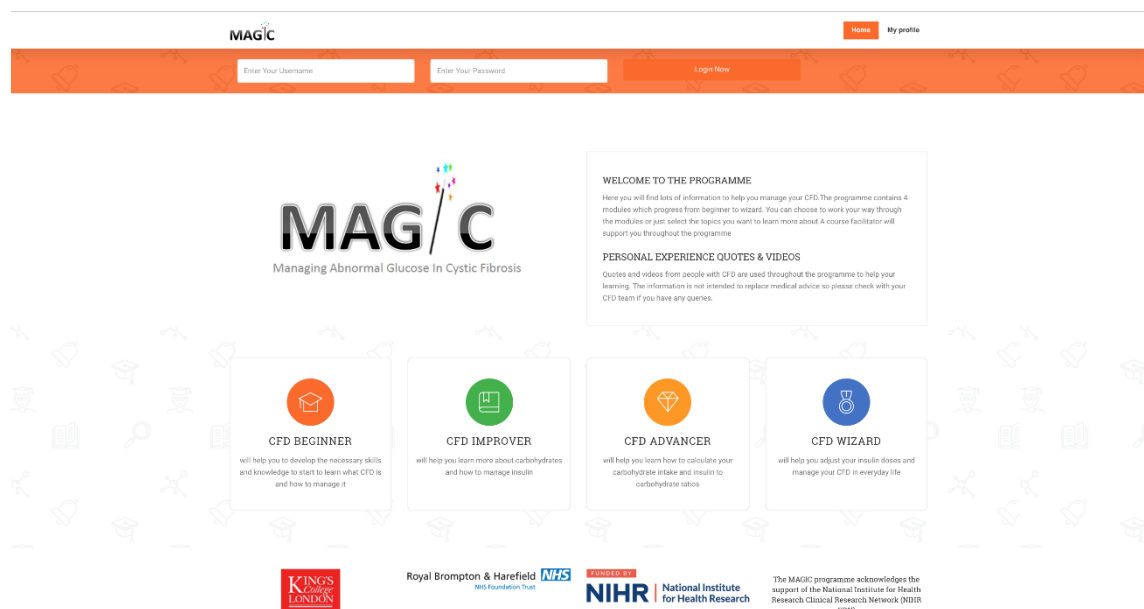 MAGIC
Home My profile
Enter Your Username Enter Your Password Login Now
MAGIC
Managing Abnormal Glucose In Cystic Fibrosis
WELCOME TO THE PROGRAMME
Here you will find lots of information to help you manage your CFD.The programme contains 4
modules which progress from beginner to wizard. You can choose to work your way through
the modules or just select the topics you want to learn more about.A course facilitator will
support you throughout the programme
PERSONAL EXPERIENCE QUOTES & VIDEOS
Quotes and videos from people with CFD are used throughout the programme to help your
learning. The information is not intended to replace medical advice so please check with your
CFD team if you have any queries.
CFD BEGINNER
will help you to develop the necessary skills
and knowledge to start to learn what CFD is
and how to manage it
CFD IMPROVER
will help you learn more about carbohydrates
and how to manage insulin
CFD ADVANCER
will help you learn how to calculate your
carbohydrate intake and insulin to
carbohydrate ratios
CFD WIZARD
will help you adjust your insulin doses and
manage your CFD in everyday life
KING'S
College
LONDON
Royal Brompton & Harefield NHS
NHS Foundation Trust
FUNDED BY
NIHR | National Institute
for Health Research
The MAGIC programme acknowledges the
support of the National Institute for Health
Research Clinical Research Network (NIHR